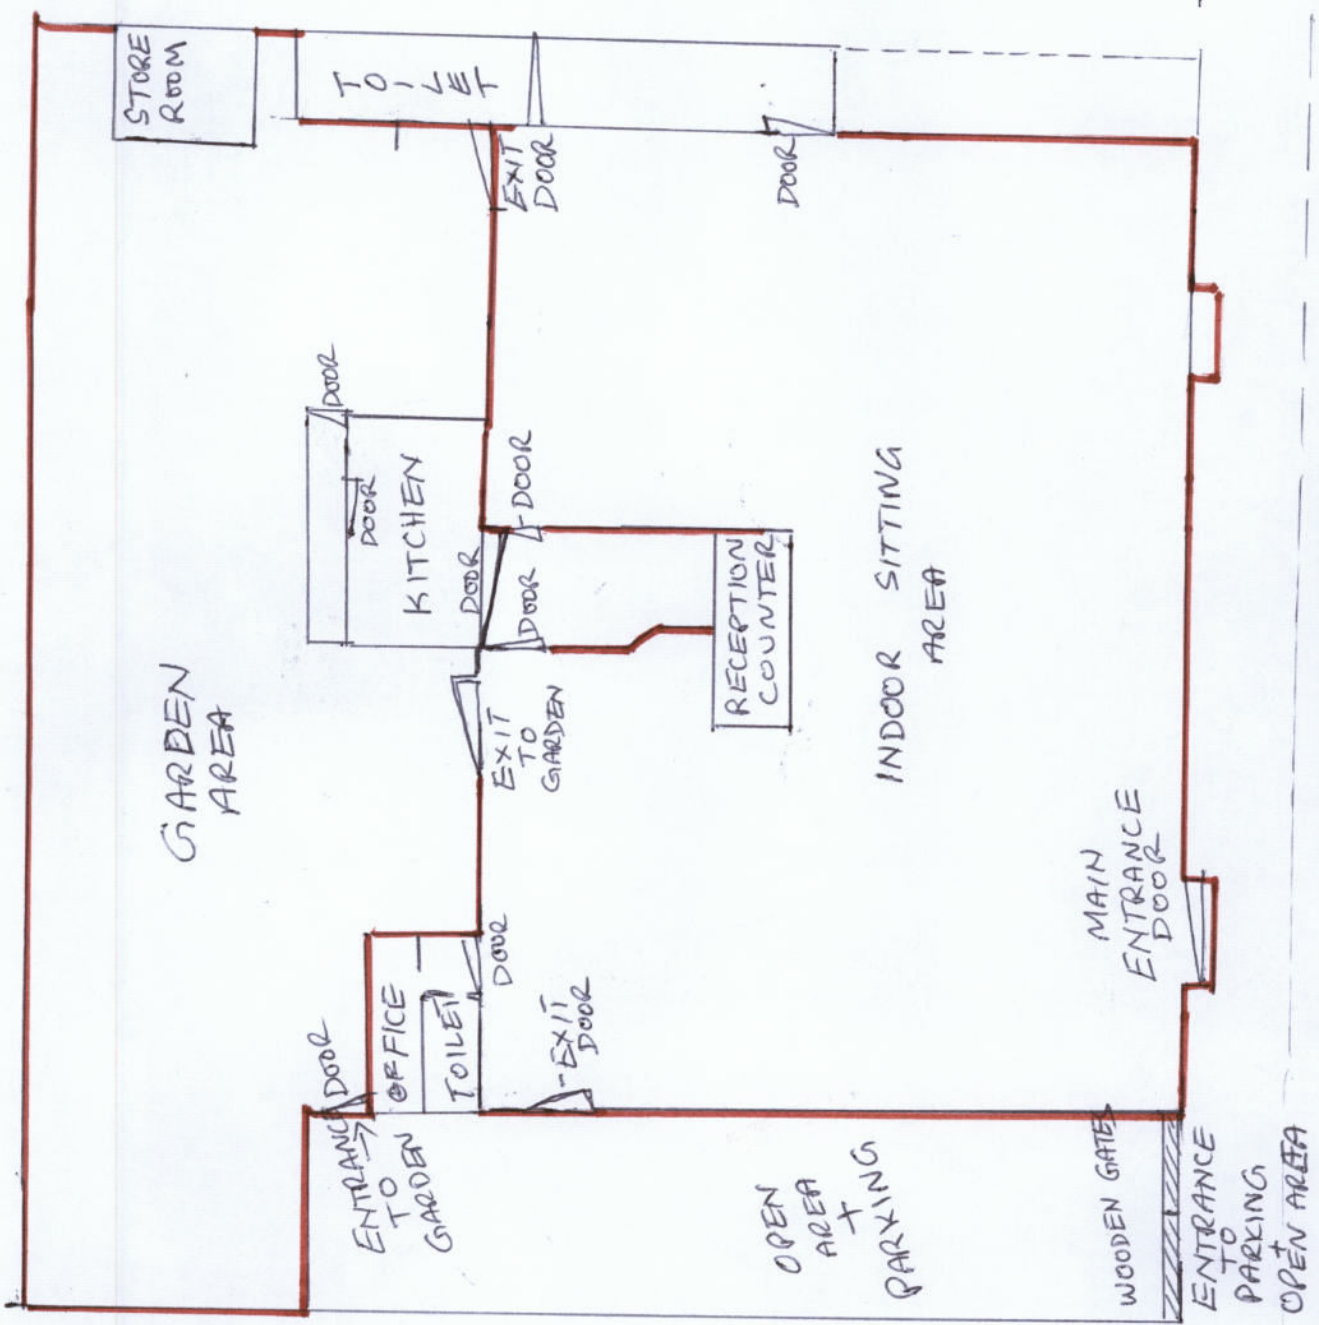 STORE
ROOM
TOILET
EXIT
DOOR
DOOR
DOOR
DOOR
KITCHEN
DOOR
DOOR
DOOR
GARDEN
AREA
EXIT
TO
GARDEN
RECEPTION
COUNTER
INDOOR SITTING
AREA
DOOR
OFFICE
TOILET
DOOR
EXIT
DOOR
MAIN
ENTRANCE
DOOR
ENTRANCE
TO
GARDEN
OPEN
AREA
+
PARKING
WOODEN GATES
ENTRANCE
TO
PARKING
+
OPEN AREA